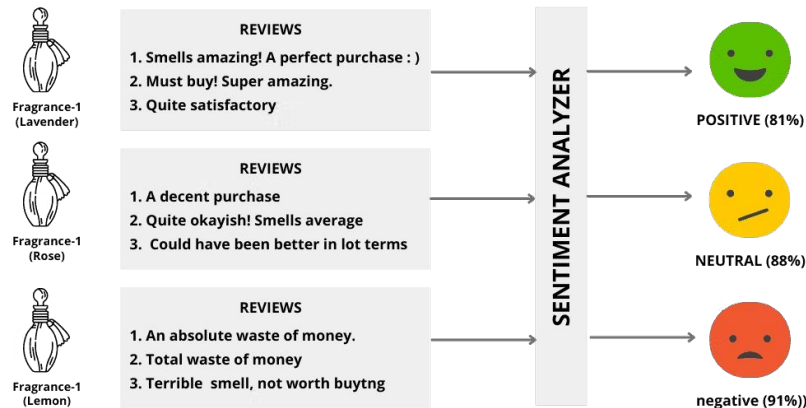 REVIEWS
1. Smells amazing! A perfect purchase : )
2. Must buy! Super amazing.
3. Quite satisfactory
Fragrance-1
(Lavender)
POSITIVE (81%)
REVIEWS
1. A decent purchase
2. Quite okayish! Smells average
3. Could have been better in lot terms
Fragrance-1
(Rose)
NEUTRAL (88%)
REVIEWS
1. An absolute waste of money.
2. Total waste of money
3. Terrible smell, not worth buytng
Fragrance-1
(Lemon)
negative (91%))
SENTIMENT ANALYZER